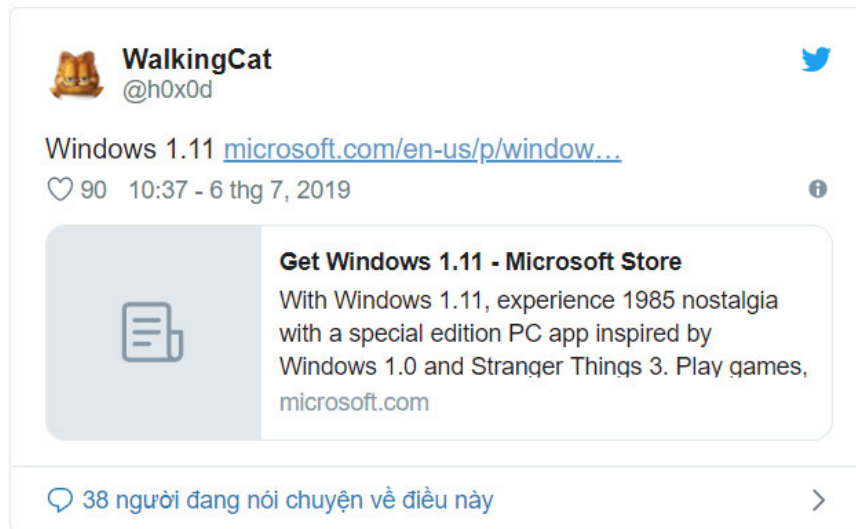 WalkingCat
@h0x0d
Windows 1.11 microsoft.com/en-us/p/window…
90 10:37 - 6 thg 7, 2019
Get Windows 1.11 - Microsoft Store
With Windows 1.11, experience 1985 nostalgia
with a special edition PC app inspired by
Windows 1.0 and Stranger Things 3. Play games,
microsoft.com
38 người đang nói chuyện về điều này